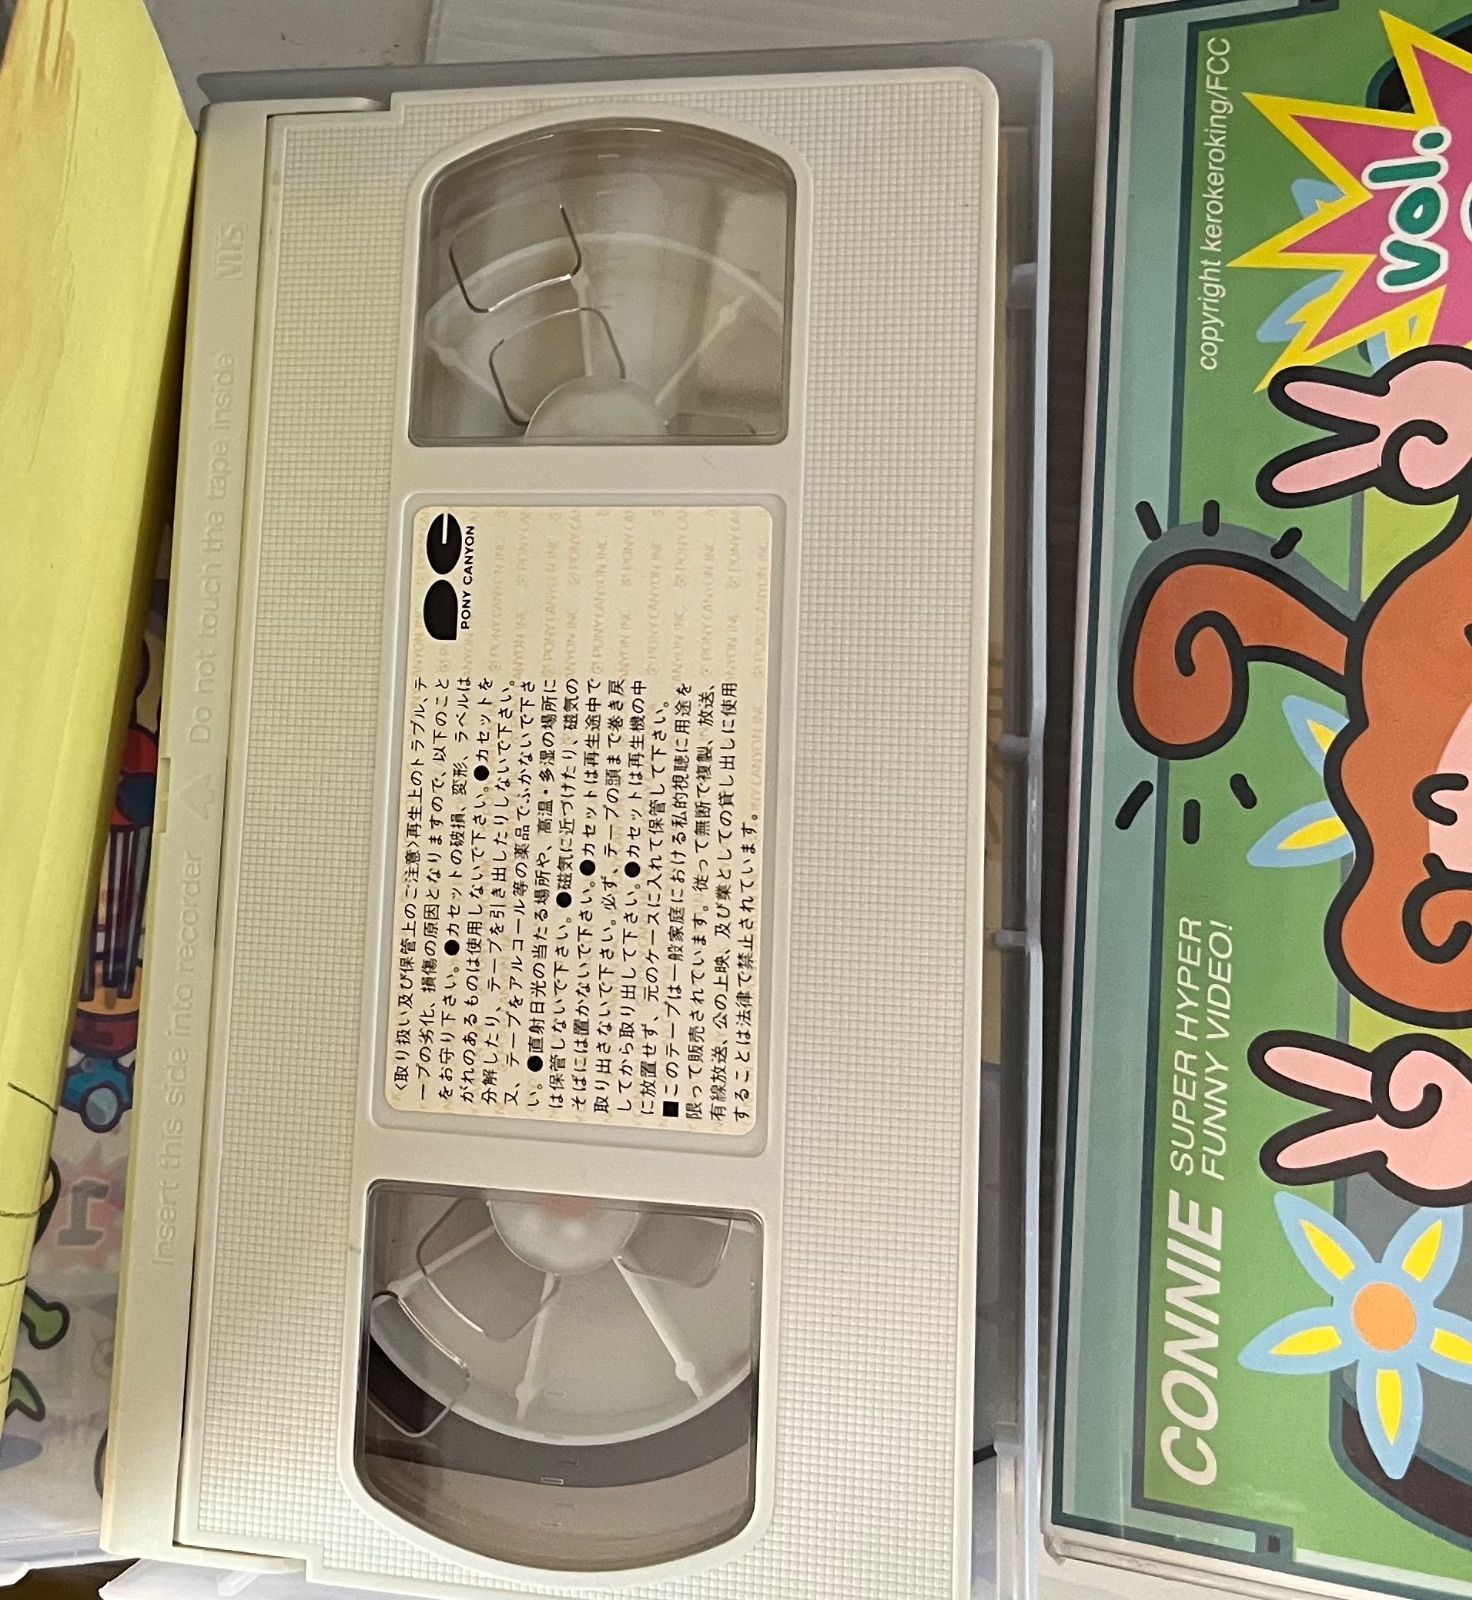 VHS
Insert this side into recorder
Do not touch the tape inside
PONY CANYON
〈取り扱い及び保管上のご注意〉再生上のトラブル、テ
ープの劣化、損傷の原因となりますので、以下のこと
をお守り下さい。●カセットの破損、変形、ラベルは
がれのあるものは使用しないで下さい。●カセットを
分解したり、テープを引き出したりしないで下さい。
又、テープをアルコール等の薬品でふかないで下さ
い。●直射日光の当たる場所や、高温・多湿の場所に
は保管しないで下さい。●磁気に近づけたり、磁気の
そばには置かないで下さい。●カセットは再生途中で
取り出さないで下さい。必ず、テープの頭まで巻き戻
してから取り出して下さい。●カセットは再生機の中
に放置せず、元のケースに入れて保管して下さい。
■このテープは一般家庭における私的視聴に用途を
限って販売されています。従って無断で複製、放送、
有線放送、公の上映、及び業としての貸し出しに使用
することは法律で禁止されています。
CONNIE SUPER HYPER
FUNNY VIDEO!
copyright kerokeroking/FCC
vol.
1